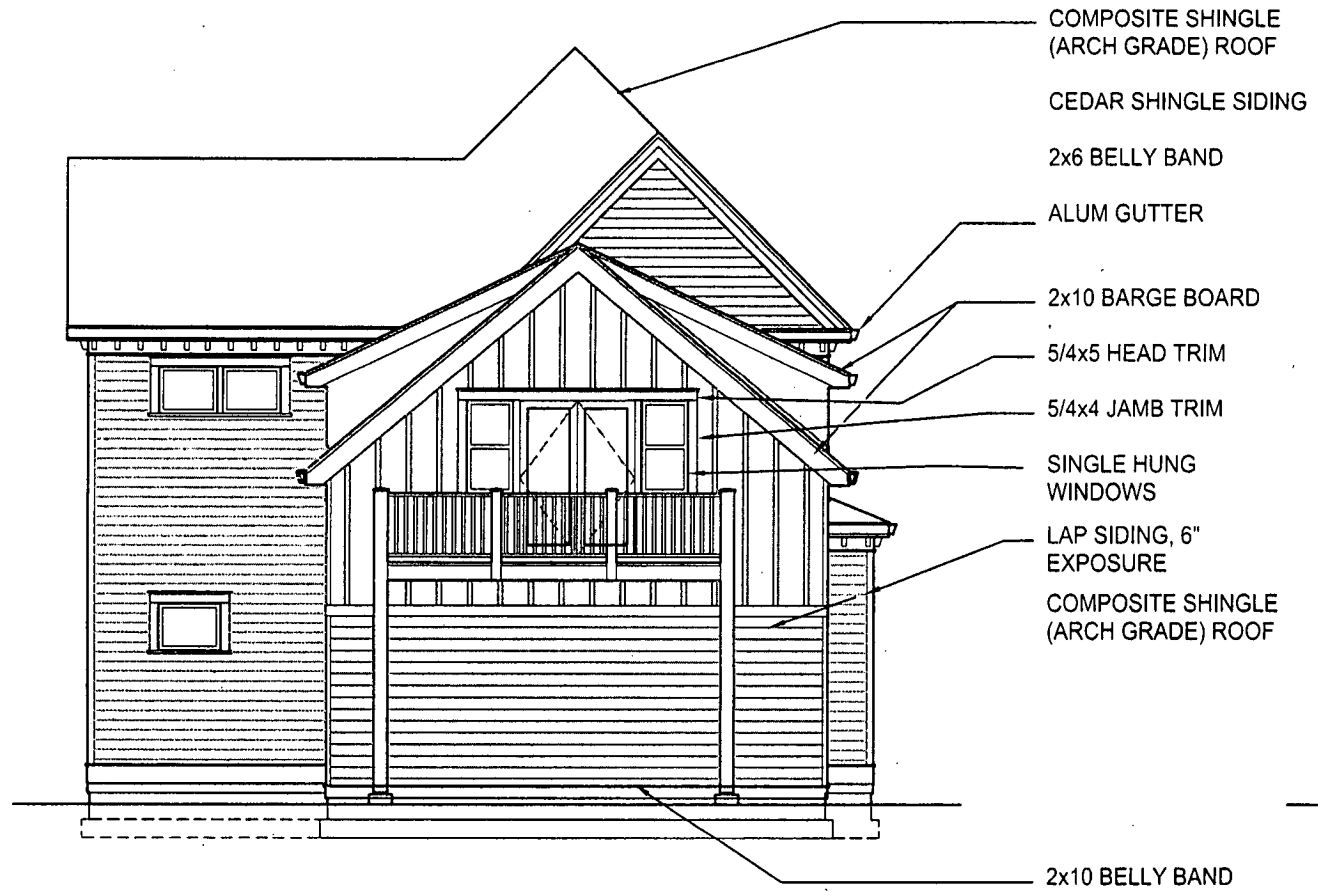 COMPOSITE SHINGLE
(ARCH GRADE) ROOF
CEDAR SHINGLE SIDING
2x6 BELLY BAND
ALUM GUTTER
2x10 BARGE BOARD
5/4x5 HEAD TRIM
5/4x4 JAMB TRIM
SINGLE HUNG
WINDOWS
LAP SIDING, 6"
EXPOSURE
COMPOSITE SHINGLE
(ARCH GRADE) ROOF
2x10 BELLY BAND